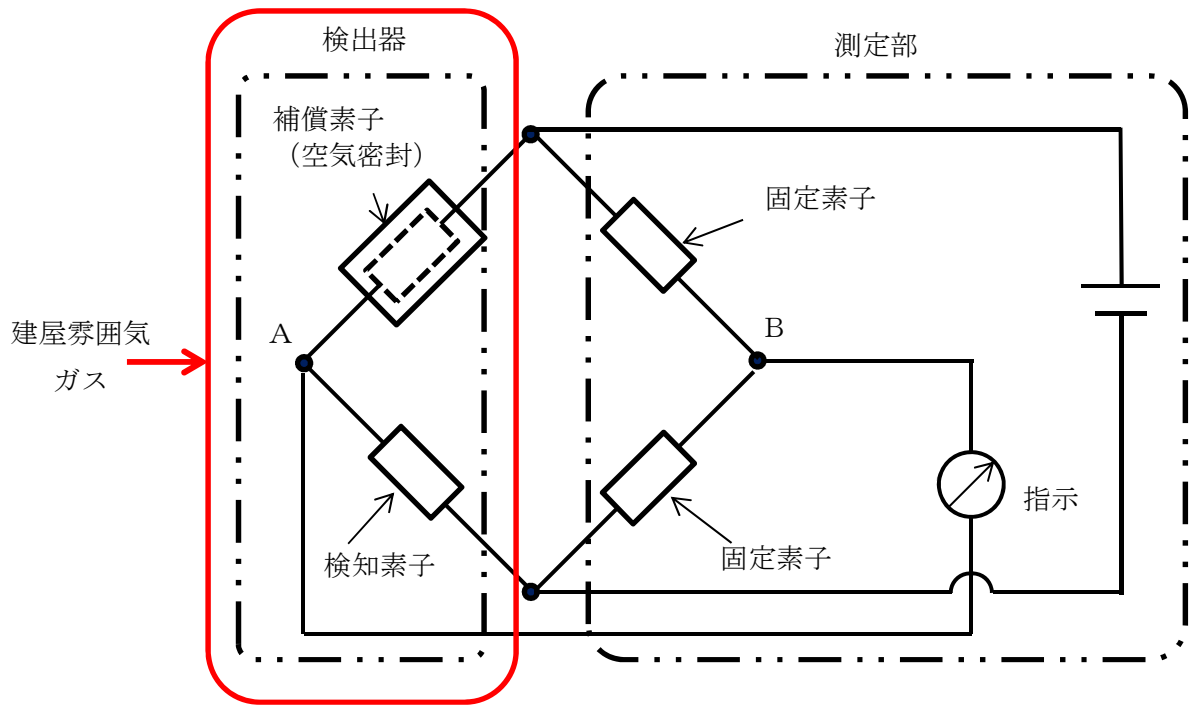 検出器
測定部
補償素子
（空気密封）
固定素子
建屋雰囲気
ガス
A
B
指示
検知素子
固定素子